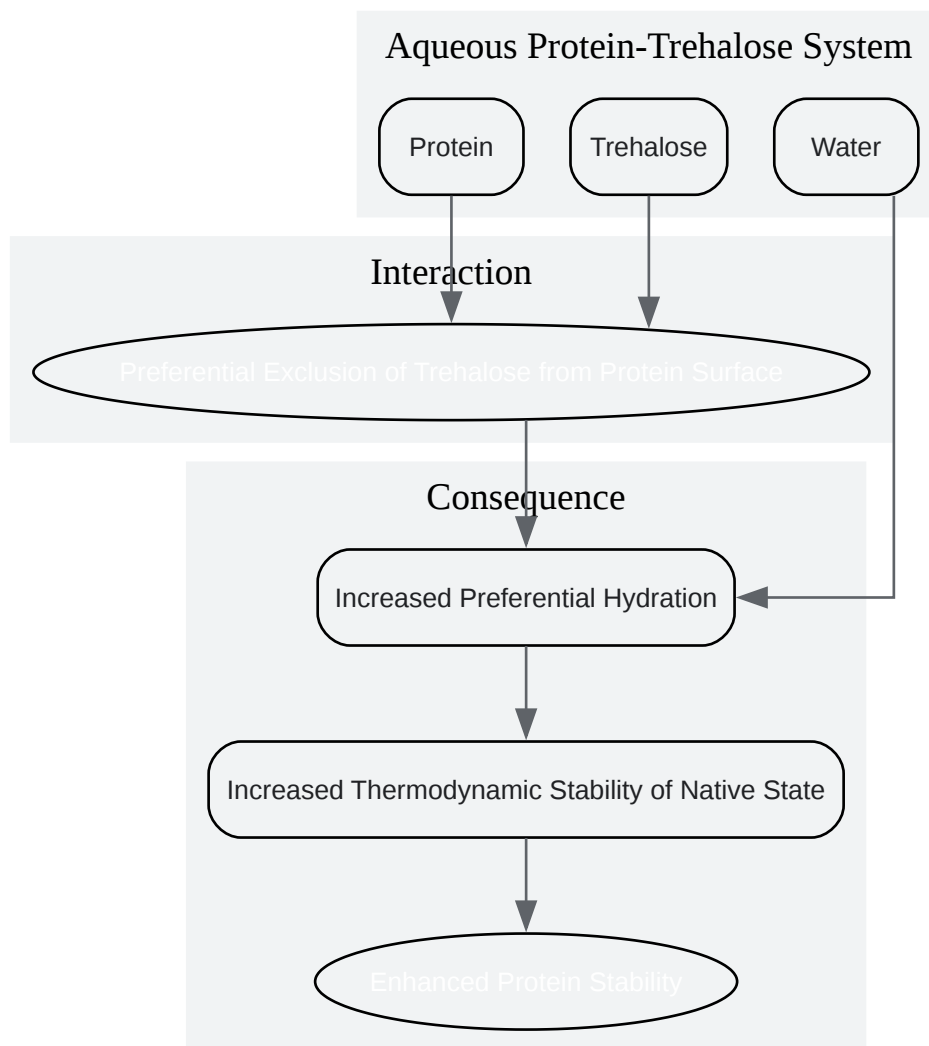 Aqueous Protein-Trehalose System
Protein
Trehalose
Water
Interaction
Preferential Exclusion of Trehalose from Protein Surface
Consequence
Increased Preferential Hydration
Increased Thermodynamic Stability of Native State
Enhanced Protein Stability